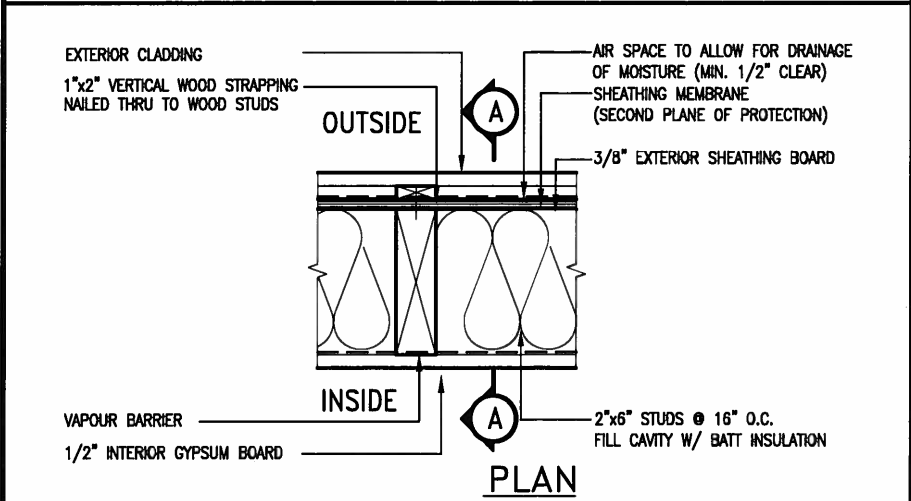 EXTERIOR CLADDING
1"x2" VERTICAL WOOD STRAPPING
NAILED THRU TO WOOD STUDS
OUTSIDE
A
AIR SPACE TO ALLOW FOR DRAINAGE
OF MOISTURE (MIN. 1/2" CLEAR)
SHEATHING MEMBRANE
(SECOND PLANE OF PROTECTION)
3/8" EXTERIOR SHEATHING BOARD
INSIDE
A
VAPOUR BARRIER
1/2" INTERIOR GYPSUM BOARD
2"x6" STUDS @ 16" O.C.
FILL CAVITY W/ BATT INSULATION
PLAN